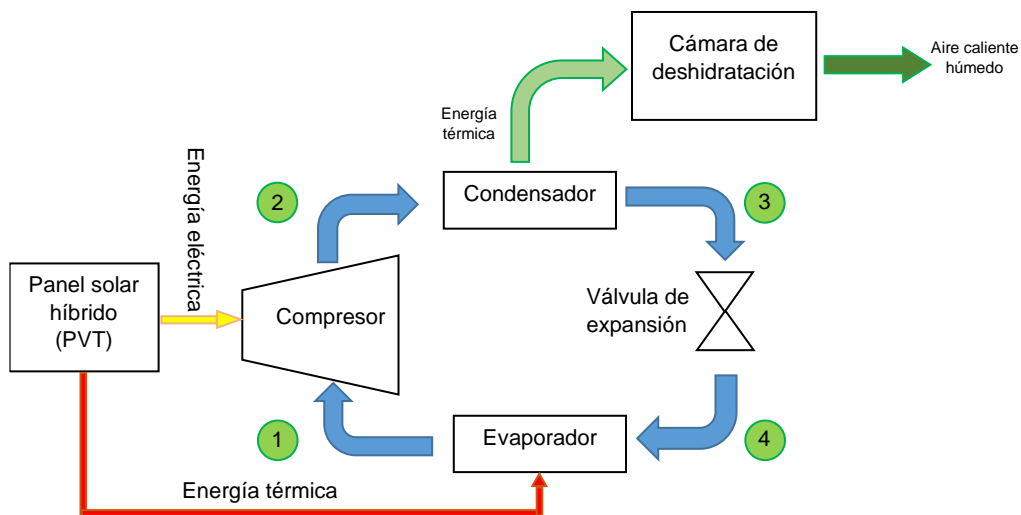 Cámara de
deshidratación
Aire caliente
húmedo
Energía
térmica
Energía eléctrica
2
Condensador
3
Panel solar
híbrido
(PVT)
Compresor
Válvula de
expansión
1
Evaporador
4
Energía térmica